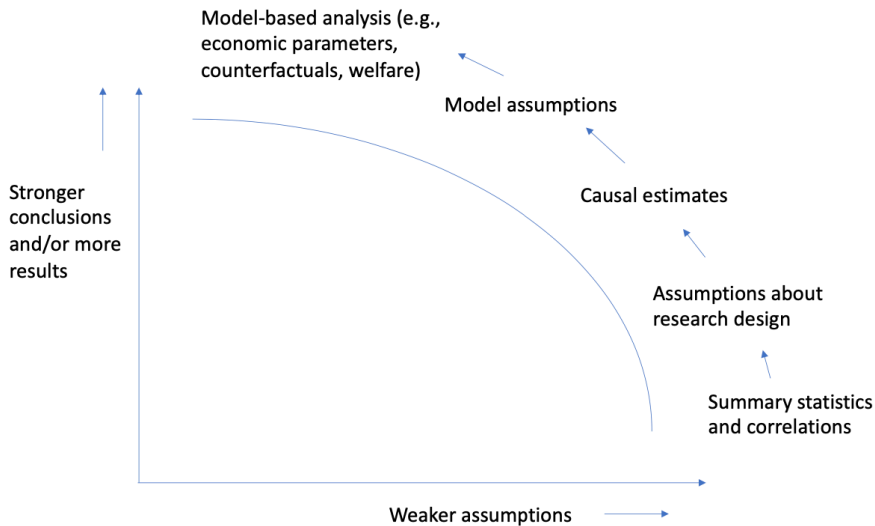 Model-based analysis (e.g.,
economic parameters,
counterfactuals, welfare)
Model assumptions
Stronger
conclusions
and/or more
results
Causal estimates
Assumptions about
research design
Summary statistics
and correlations
Weaker assumptions